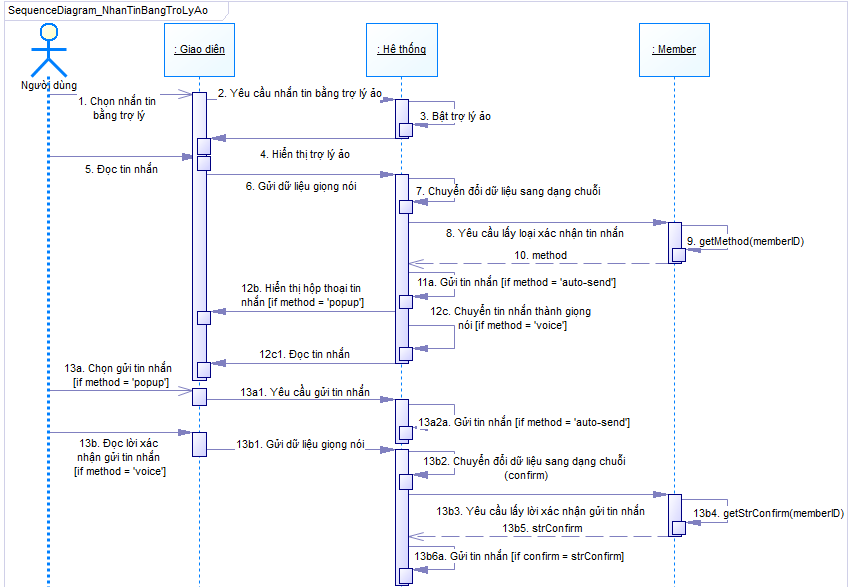 SequenceDiagram_NhanTinBangTroLyAo
Người dùng
: Giao diện
: Hệ thống
: Member
1. Chọn nhắn tin
bằng trợ lý
2. Yêu cầu nhắn tin bằng trợ lý ảo
3. Bật trợ lý ảo
4. Hiển thị trợ lý ảo
5. Đọc tin nhắn
6. Gửi dữ liệu giọng nói
7. Chuyển đổi dữ liệu sang dạng chuỗi
8. Yêu cầu lấy loại xác nhận tin nhắn
9. getMethod(memberID)
10. method
11a. Gửi tin nhắn [if method = 'auto-send']
12b. Hiển thị hộp thoại tin
nhắn [if method = 'popup']
12c. Chuyển tin nhắn thành giọng
nói [if method = 'voice']
12c1. Đọc tin nhắn
13a. Chọn gửi tin nhắn
[if method = 'popup']
13a1. Yêu cầu gửi tin nhắn
13a2a. Gửi tin nhắn [if method = 'auto-send']
13b. Đọc lời xác
nhận gửi tin nhắn
[if method = 'voice']
13b1. Gửi dữ liệu giọng nói
13b2. Chuyển đổi dữ liệu sang dạng chuỗi
(confirm)
13b3. Yêu cầu lấy lời xác nhận gửi tin nhắn
13b4. getStrConfirm(memberID)
13b5. strConfirm
13b6a. Gửi tin nhắn [if confirm = strConfirm]